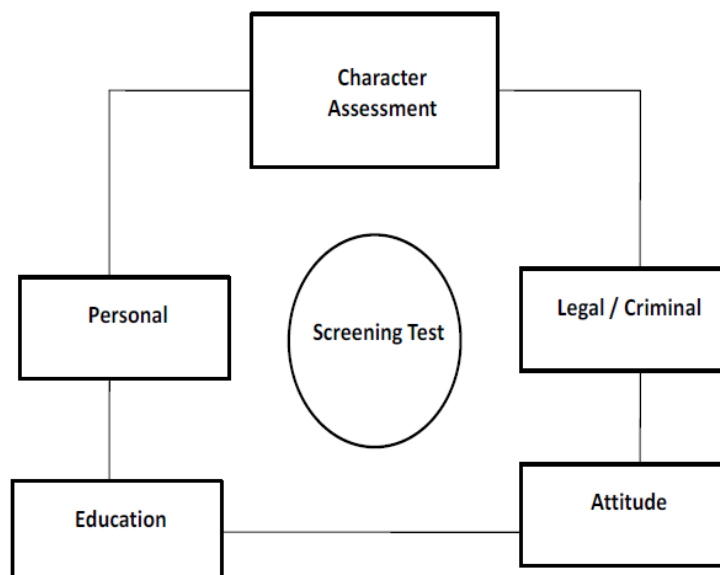 Character
Assessment
Personal
Legal / Criminal
Screening Test
Education
Attitude